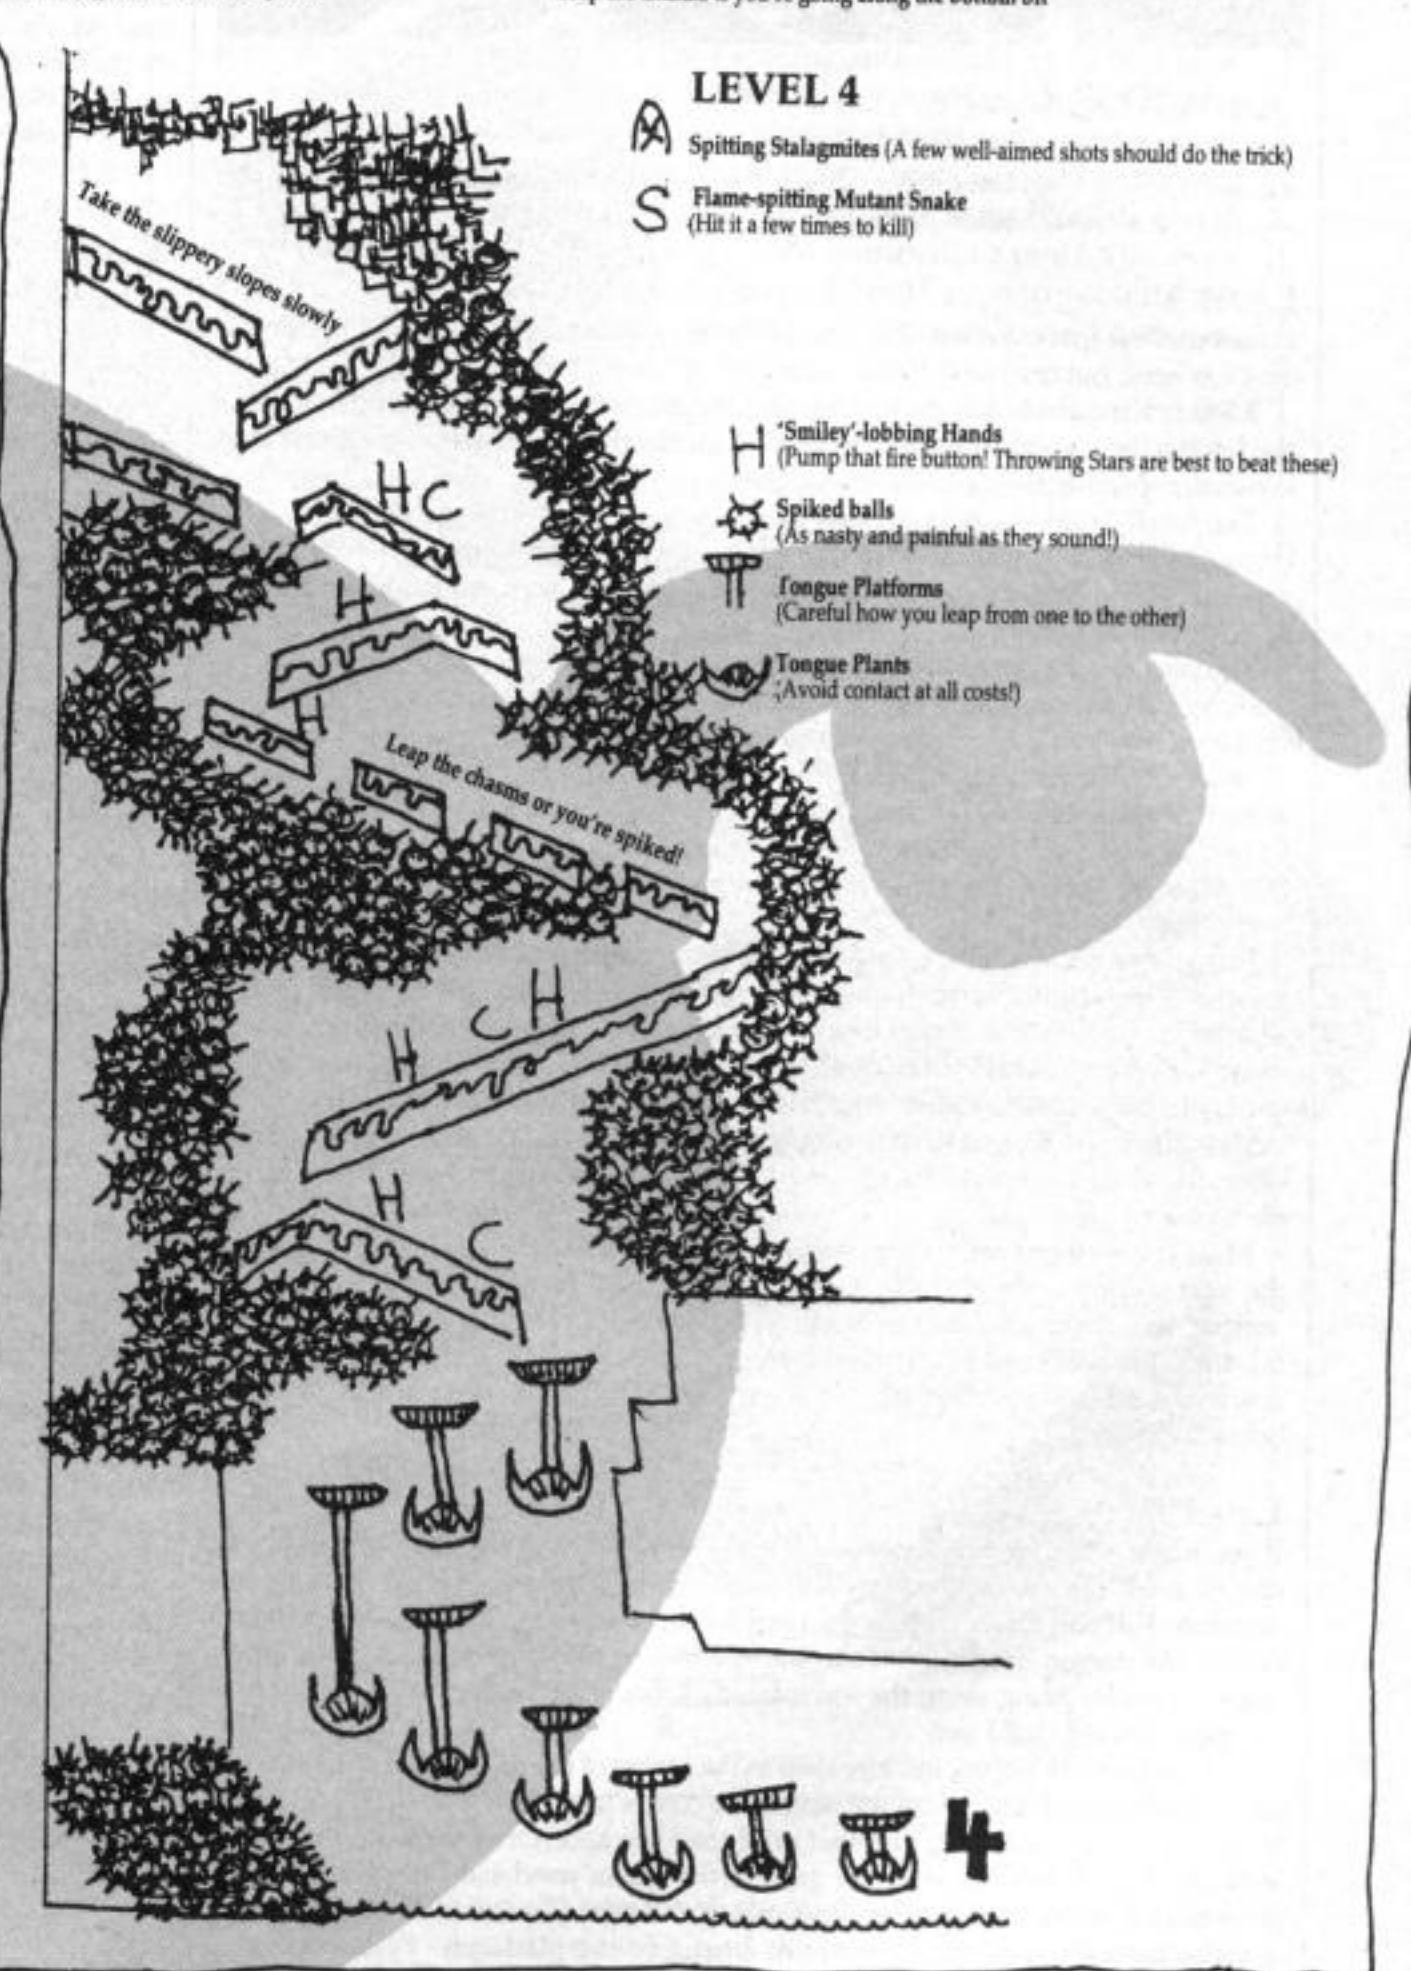 LEVEL 4
Spitting Stalagmites (A few well-aimed shots should do the trick)
S Flame-spitting Mutant Snake
(Hit it a few times to kill)
Take the slippery slopes slowly
H 'Smiley'-lobbing Hands
(Pump that fire button! Throwing Stars are best to beat these)
Spiked balls
(As nasty and painful as they sound!)
Tongue Platforms
(Careful how you leap from one to the other)
Tongue Plants
(Avoid contact at all costs!)
H C
H
H
Leap the chasms or you're spiked!
H C H
H
C
4